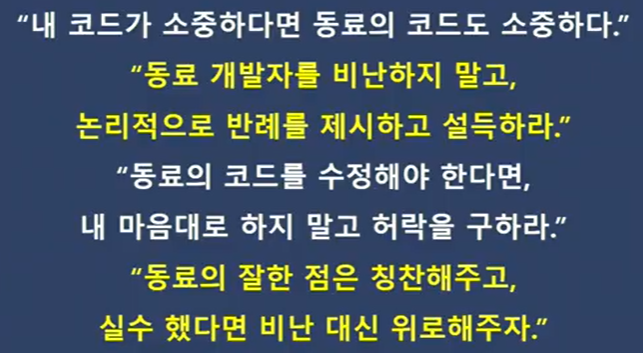 “내 코드가 소중하다면 동료의 코드도 소중하다.”
“동료 개발자를 비난하지 말고,
논리적으로 반례를 제시하고 설득하라.”
“동료의 코드를 수정해야 한다면,
내 마음대로 하지 말고 허락을 구하라.”
“동료의 잘한 점은 칭찬해주고,
실수 했다면 비난 대신 위로해주자.”